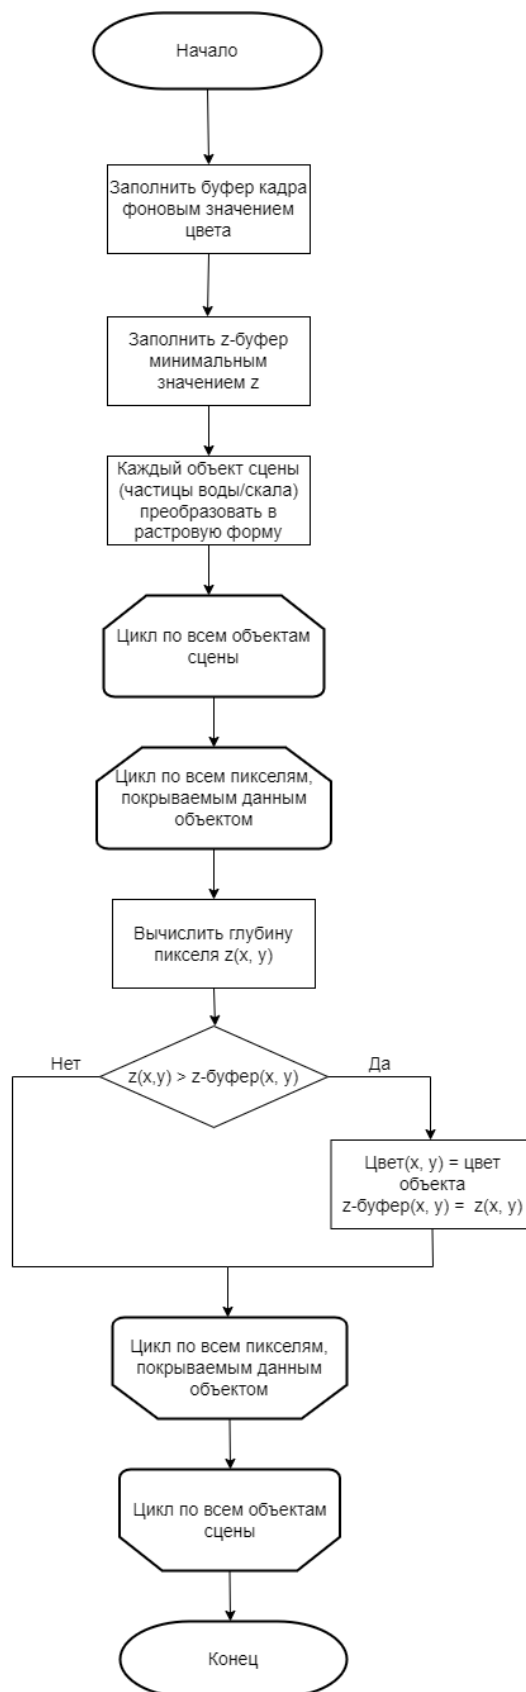 Начало
Заполнить буфер кадра
фоновым значением
цвета
Заполнить z-буфер
минимальным
значением z
Каждый объект сцены
(частицы воды/скала)
преобразовать в
растровую форму
Цикл по всем объектам
сцены
Цикл по всем пикселям,
покрываемым данным
объектом
Вычислить глубину
пикселя z(x, y)
Нет
z(x,y) > z-буфер(x, y)
Да
Цвет(x, y) = цвет
объекта
z-буфер(x, y) = z(x, y)
Цикл по всем пикселям,
покрываемым данным
объектом
Цикл по всем объектам
сцены
Конец